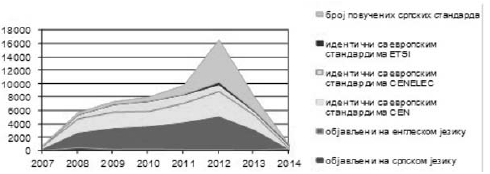 18000
16000
14000
12000
10000
8000
6000
4000
2000
0
2007 2008 2009 2010 2011 2012 2013 2014
број повучених српских стандарда
идентични са европским
стандардима ETSI
идентични са европским
стандардима CENELEC
идентични са европским
стандардима CEN
објављени на енглеском језику
објављени на српском језику